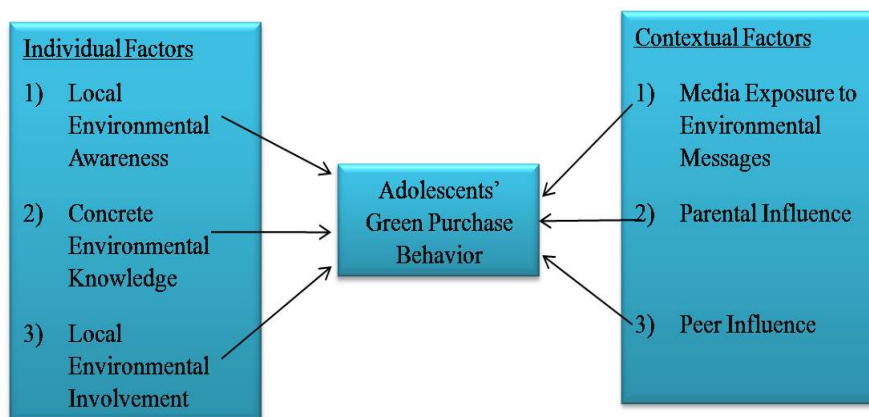 Individual Factors
1) Local
Environmental
Awareness
2) Concrete
Environmental
Knowledge
3) Local
Environmental
Involvement
Adolescents'
Green Purchase
Behavior
Contextual Factors
1) Media Exposure to
Environmental
Messages
2) Parental Influence
3) Peer Influence